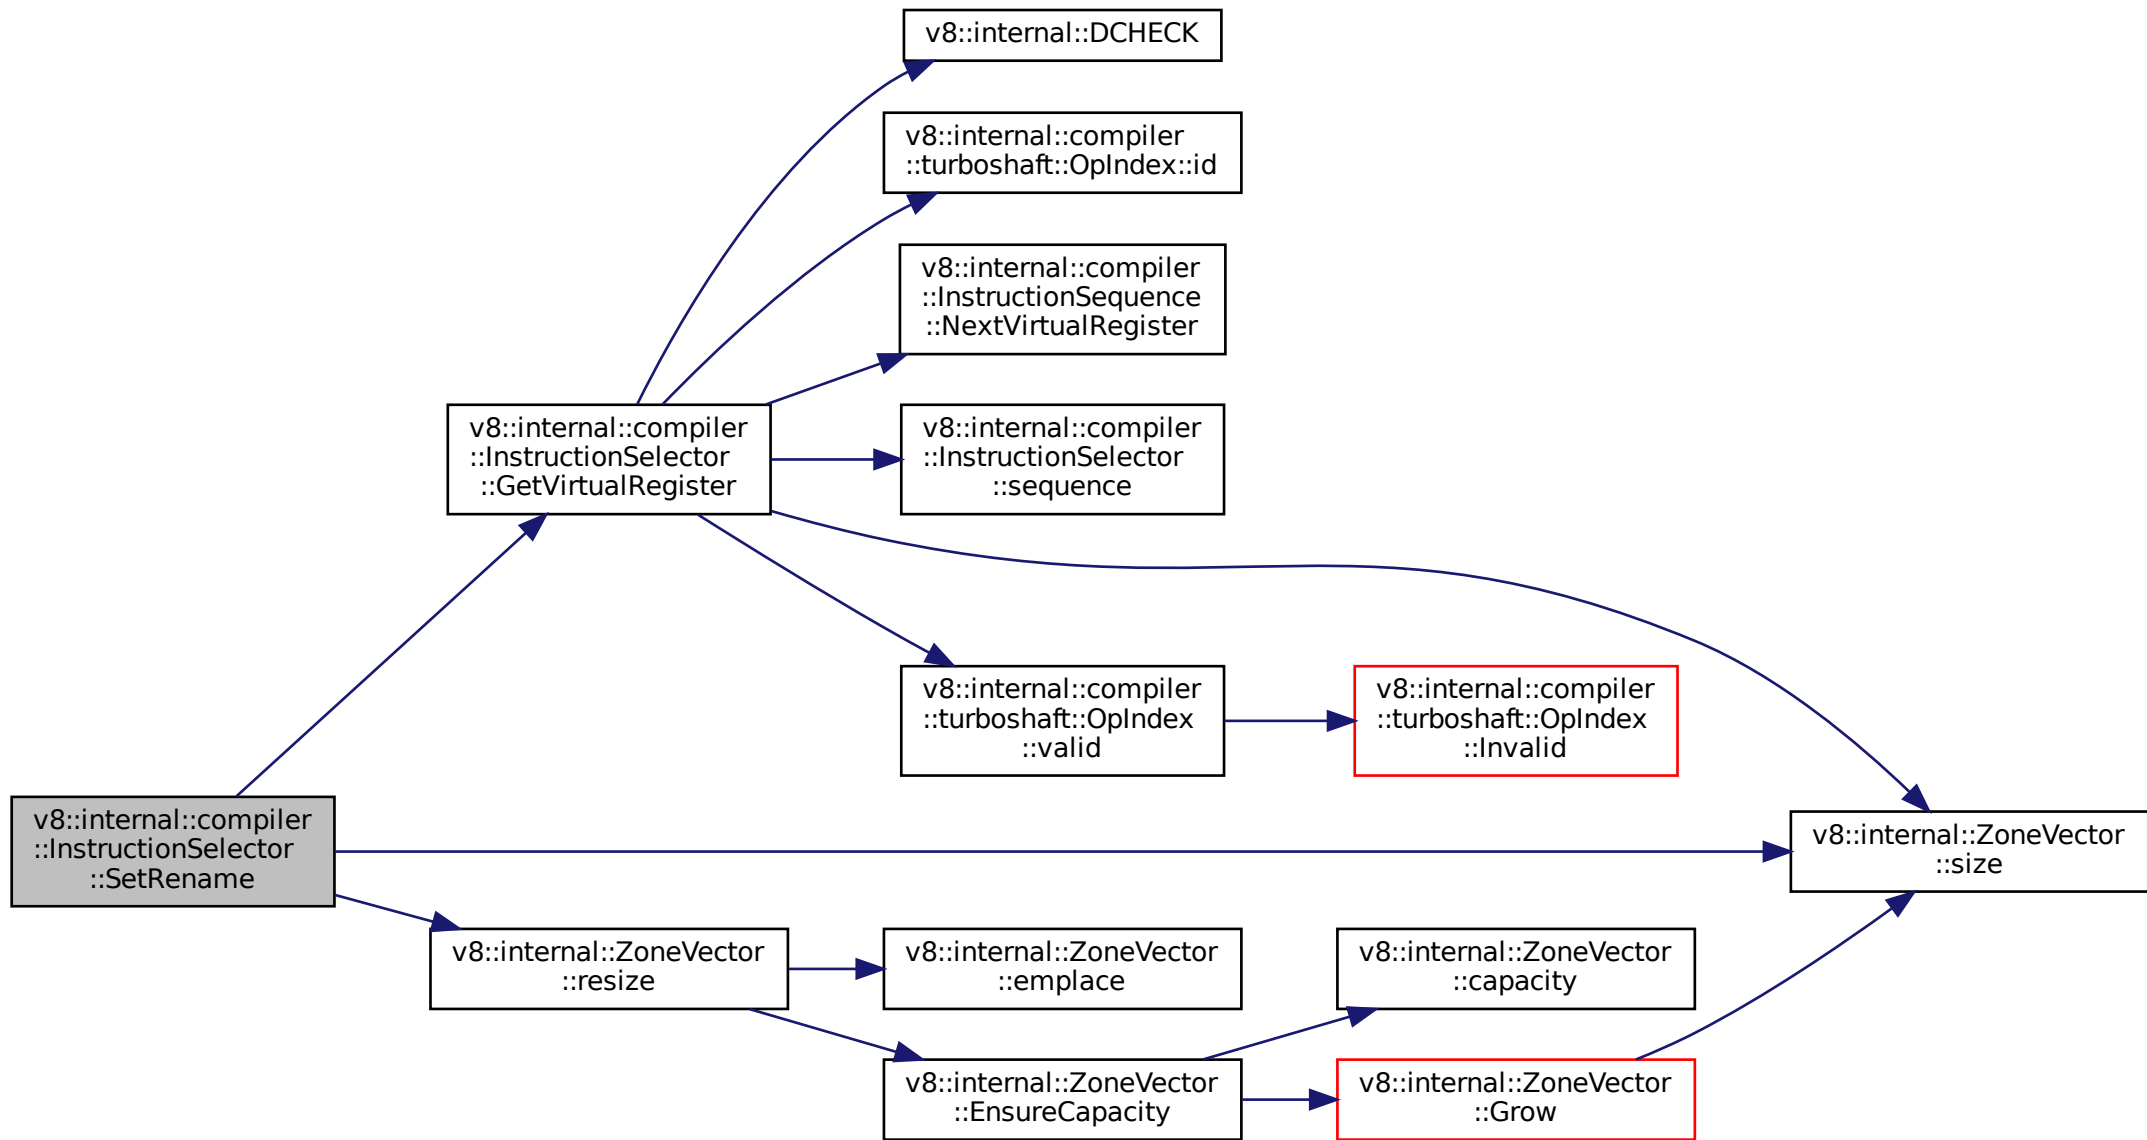 v8::internal::DCHECK
v8::internal::compiler
::turboshaft::OpIndex::id
v8::internal::compiler
::InstructionSequence
::NextVirtualRegister
v8::internal::compiler
::InstructionSelector
::GetVirtualRegister
v8::internal::compiler
::InstructionSelector
::sequence
v8::internal::compiler
::turboshaft::OpIndex
::valid
v8::internal::compiler
::turboshaft::OpIndex
::Invalid
v8::internal::compiler
::InstructionSelector
::SetRename
v8::internal::ZoneVector
::size
v8::internal::ZoneVector
::resize
v8::internal::ZoneVector
::emplace
v8::internal::ZoneVector
::capacity
v8::internal::ZoneVector
::EnsureCapacity
v8::internal::ZoneVector
::Grow